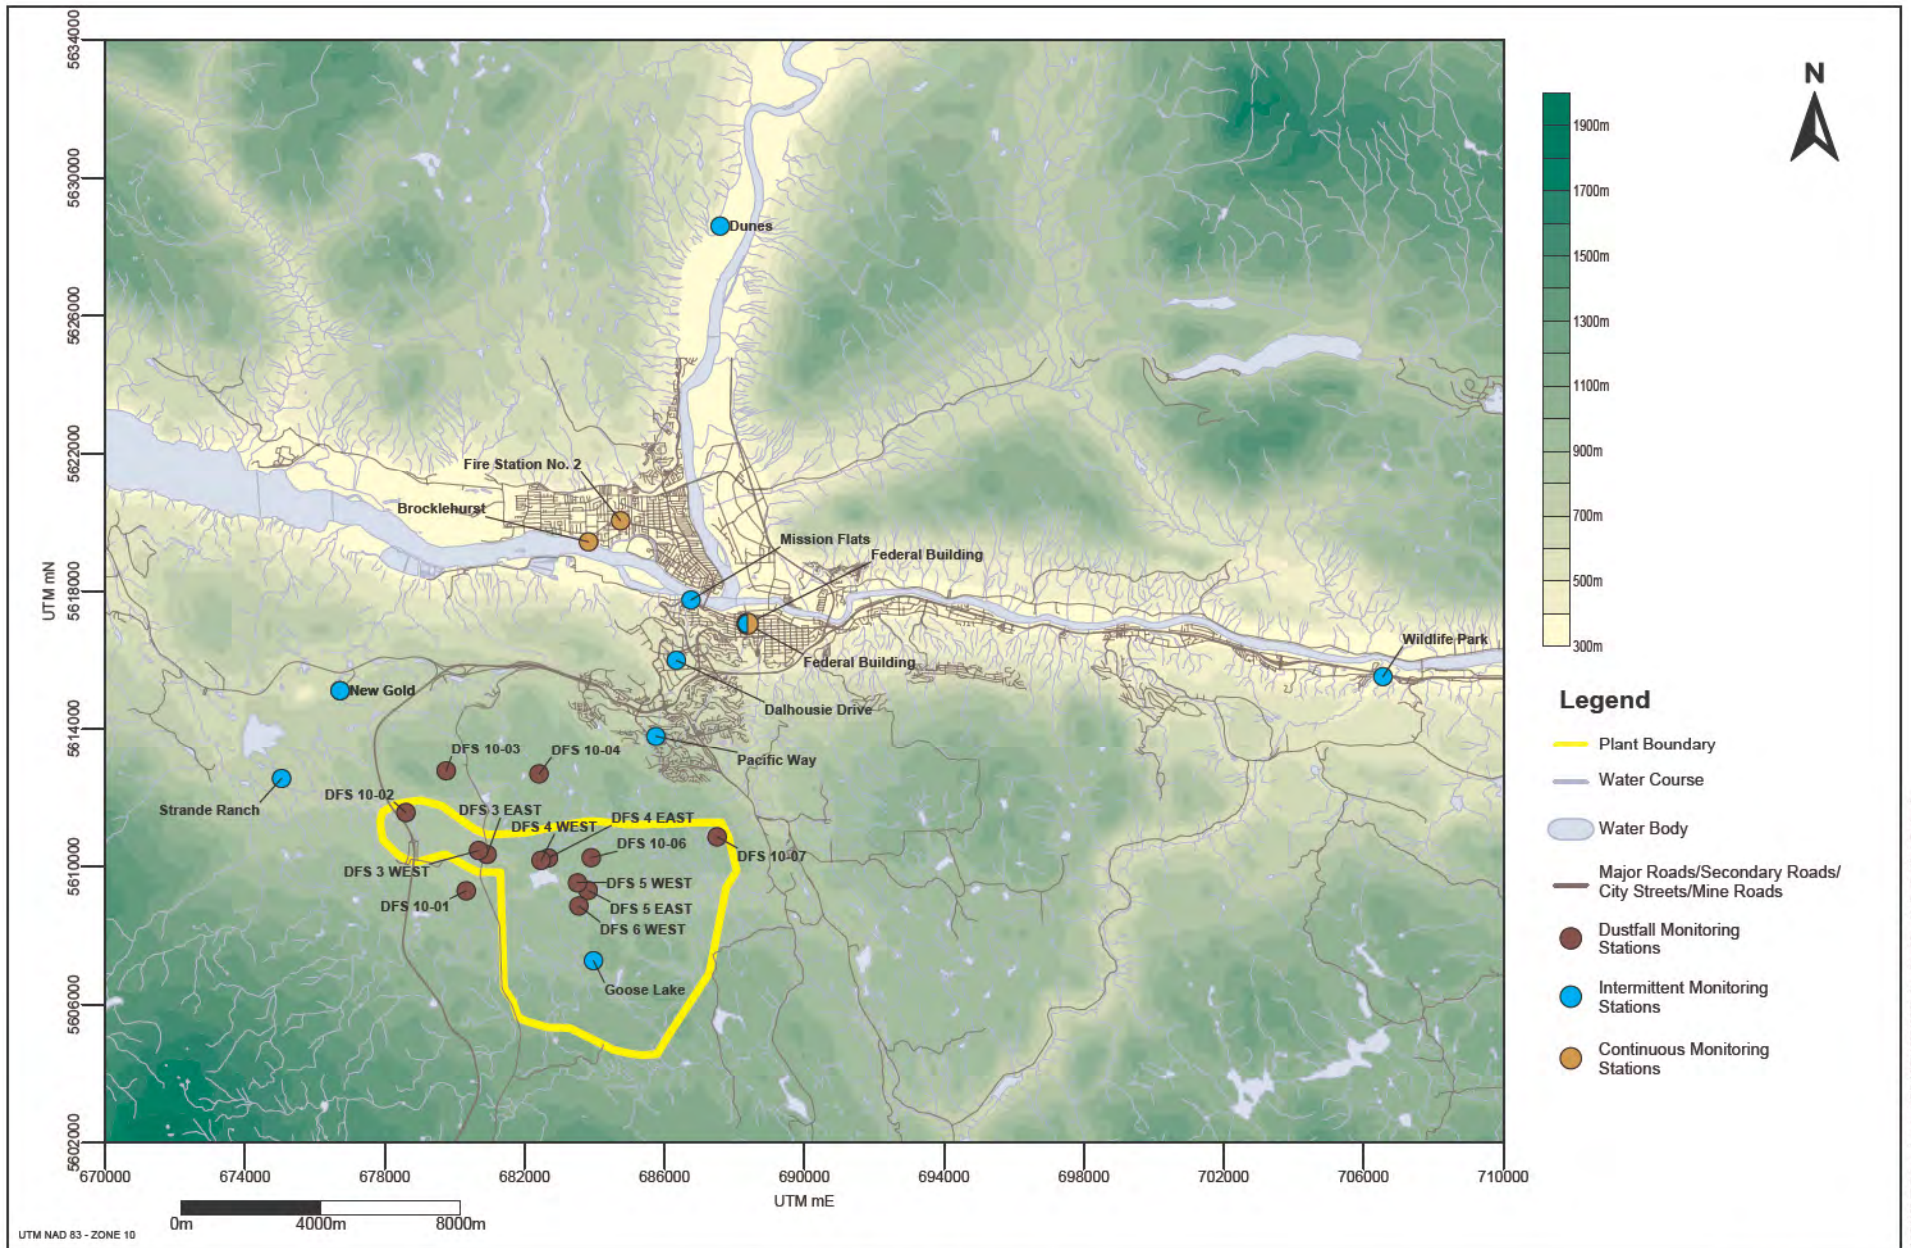 N
5634000
5630000
5626000
5622000
5618000
5614000
5610000
5606000
5602000
UTM mN
670000
674000
678000
682000
686000
690000
694000
698000
702000
706000
710000
UTM mE
0m
4000m
8000m
UTM NAD 83 - ZONE 10
Dunes
Fire Station No. 2
Brocklehurst
Mission Flats
Federal Building
Federal Building
Wildlife Park
New Gold
Dalhousie Drive
Pacific Way
Strande Ranch
DFS 10-03
DFS 10-04
DFS 10-02
DFS 3 EAST
DFS 4 WEST
DFS 4 EAST
DFS 10-06
DFS 10-07
DFS 3 WEST
DFS 5 WEST
DFS 10-01
DFS 5 EAST
DFS 6 WEST
Goose Lake
1900m
1700m
1500m
1300m
1100m
900m
700m
500m
300m
Legend
Plant Boundary
Water Course
Water Body
Major Roads/Secondary Roads/
City Streets/Mine Roads
Dustfall Monitoring
Stations
Intermittent Monitoring
Stations
Continuous Monitoring
Stations